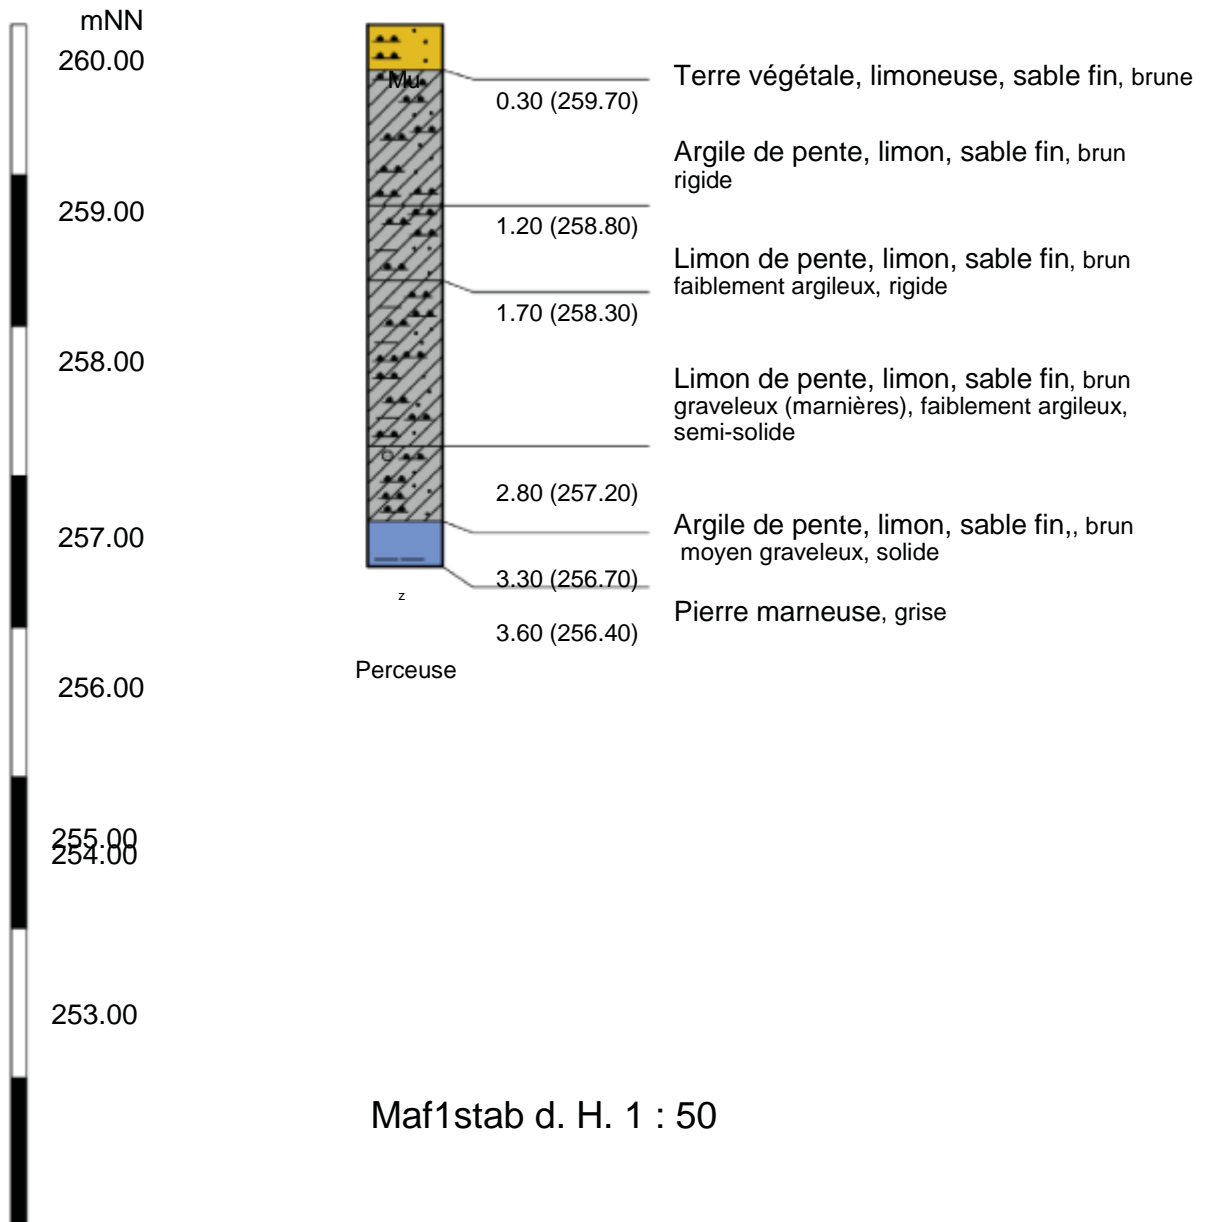 mNN
260.00
Mu
0.30 (259.70)
Terre végétale, limoneuse, sable fin, brune
Argile de pente, limon, sable fin, brun
rigide
259.00
1.20 (258.80)
Limon de pente, limon, sable fin, brun
faiblement argileux, rigide
1.70 (258.30)
258.00
Limon de pente, limon, sable fin, brun
graveleux (marnières), faiblement argileux,
semi-solide
2.80 (257.20)
257.00
Argile de pente, limon, sable fin,, brun
moyen graveleux, solide
3.30 (256.70)
z
Pierre marneuse, grise
3.60 (256.40)
Perceuse
256.00
255.00
254.00
253.00
Maf1stab d. H. 1 : 50